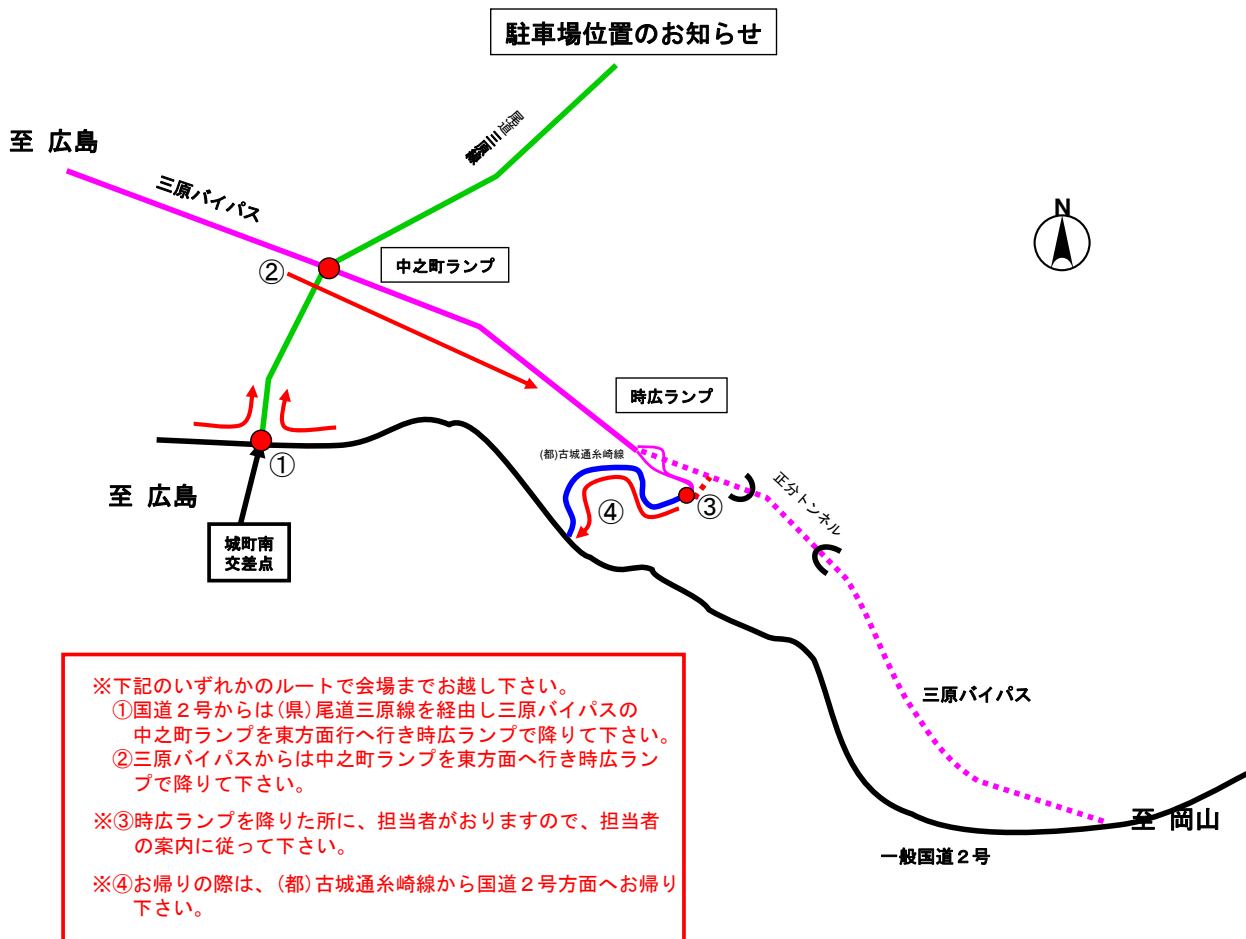 駐車場位置のお知らせ
尾道三原線
至 広島
三原バイパス
N
②
中之町ランプ
時広ランプ
(都)古城通糸崎線
①
至 広島
④
③
正分トンネル
城町南
交差点
三原バイパス
至 岡山
一般国道２号
※下記のいずれかのルートで会場までお越し下さい。
①国道２号からは(県)尾道三原線を経由し三原バイパスの
中之町ランプを東方面行へ行き時広ランプで降りて下さい。
②三原バイパスからは中之町ランプを東方面へ行き時広ラン
プで降りて下さい。
※③時広ランプを降りた所に、担当者がおりますので、担当者
の案内に従って下さい。
※④お帰りの際は、(都)古城通糸崎線から国道２号方面へお帰り
下さい。